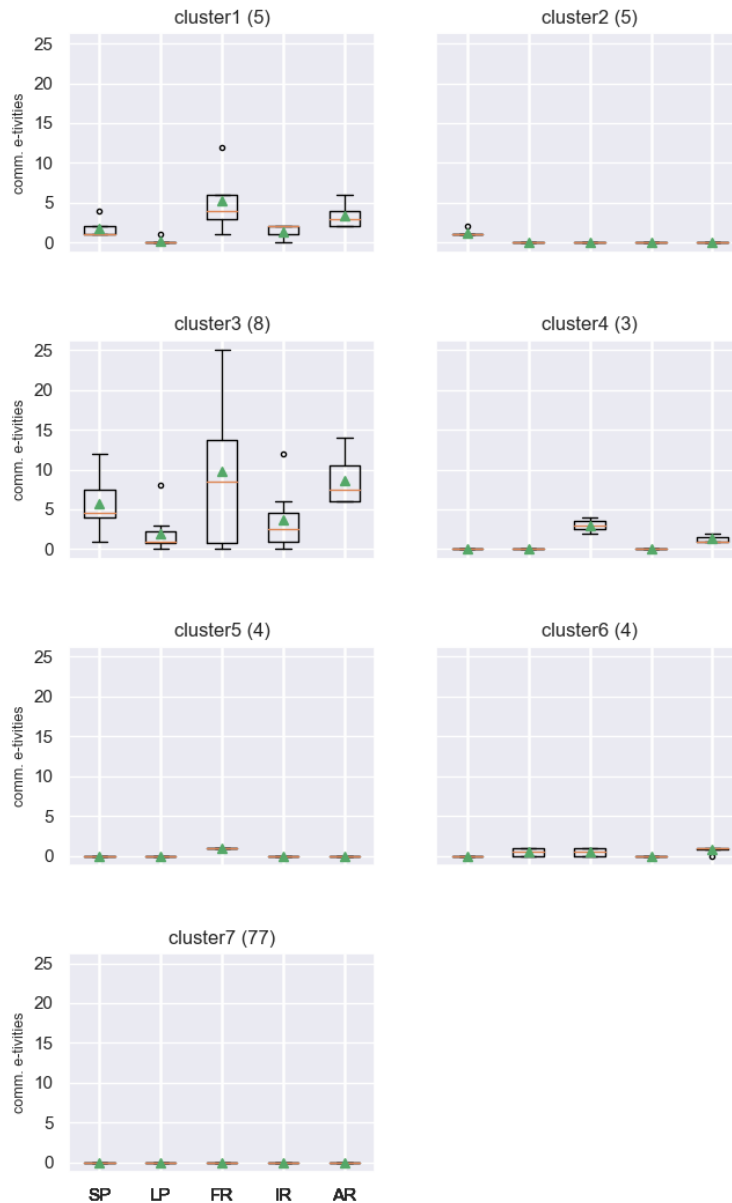 cluster1 (5)
cluster2 (5)
25
20
15
10
5
0
comm. e-tivities
cluster3 (8)
cluster4 (3)
25
20
15
10
5
0
comm. e-tivities
cluster5 (4)
cluster6 (4)
25
20
15
10
5
0
comm. e-tivities
cluster7 (77)
25
20
15
10
5
0
comm. e-tivities
SP LP FR IR AR